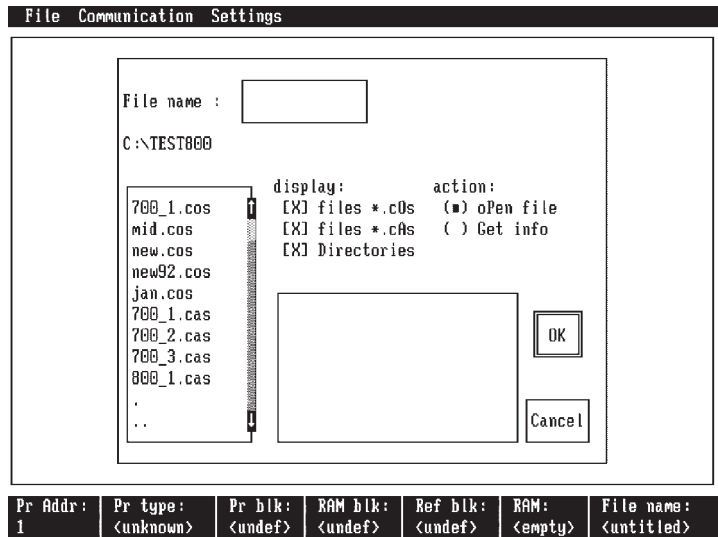 File Communication Settings
File name :
C:\TEST800
display: action:
700_1.cos [X] files *.cOs (■) oPen file
mid.cos [X] files *.cAs ( ) Get info
new.cos [X] Directories
new92.cos
jan.cos
700_1.cas
700_2.cas OK
700_3.cas
800_1.cas
.
.. Cancel
Pr Addr: Pr type: Pr blk: RAM blk: Ref blk: RAM: File name:
1 <unknown> <undef> <undef> <undef> <empty> <untitled>